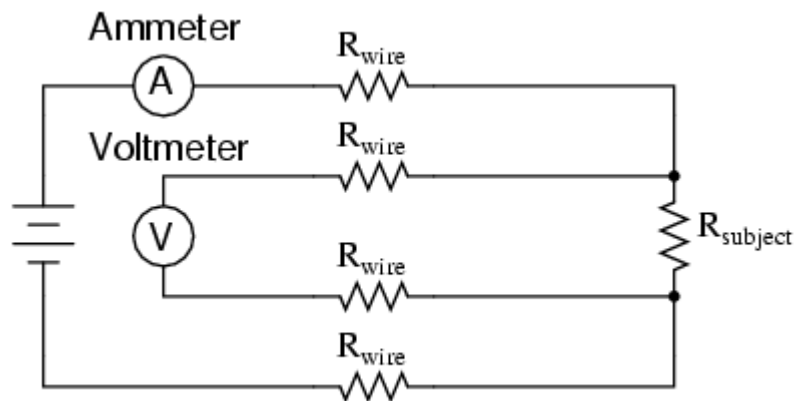 Ammeter
A
R_wire
Voltmeter
R_wire
V
R_subject
R_wire
R_wire